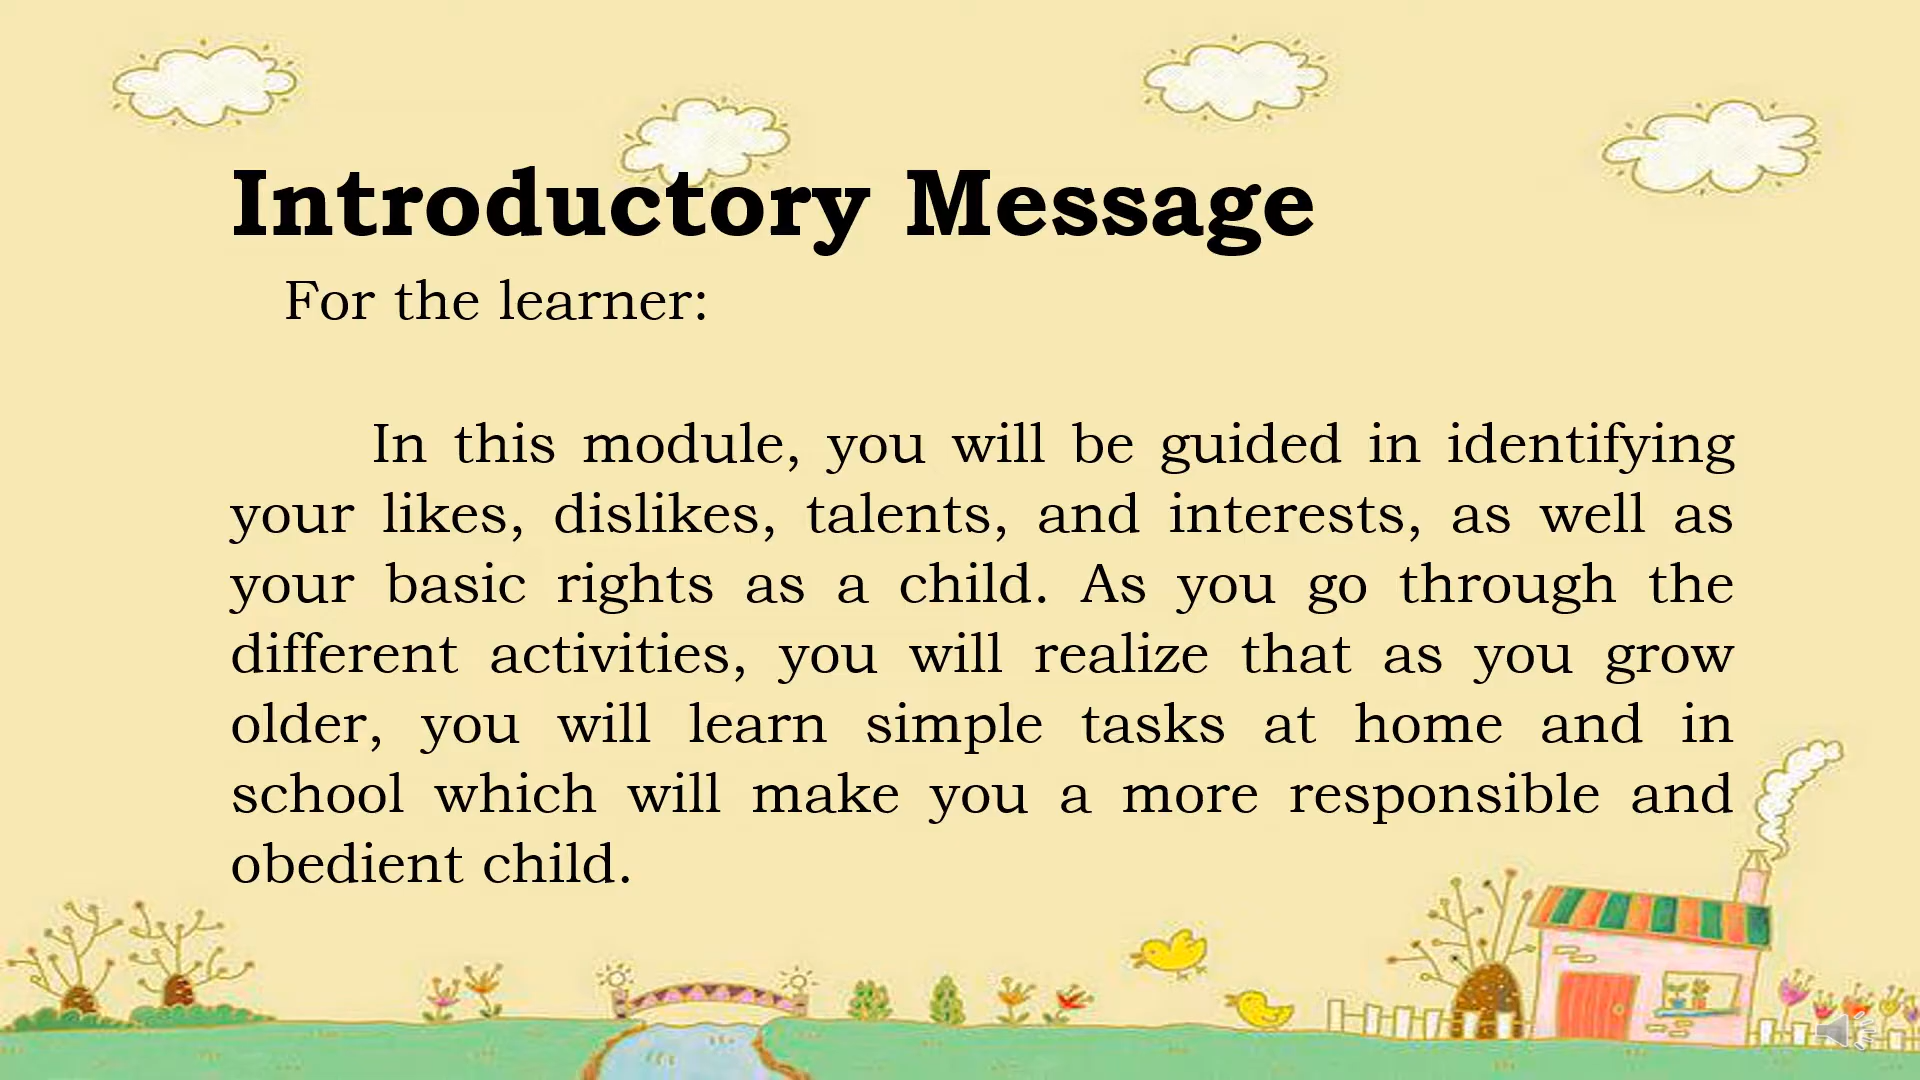 Introductory Message
For the learner:
In this module, you will be guided in identifying
your likes, dislikes, talents, and interests, as well as
your basic rights as a child. As you go through the
different activities, you will realize that as you grow
older, you will learn simple tasks at home and in
school which will make you a more responsible and
obedient child.